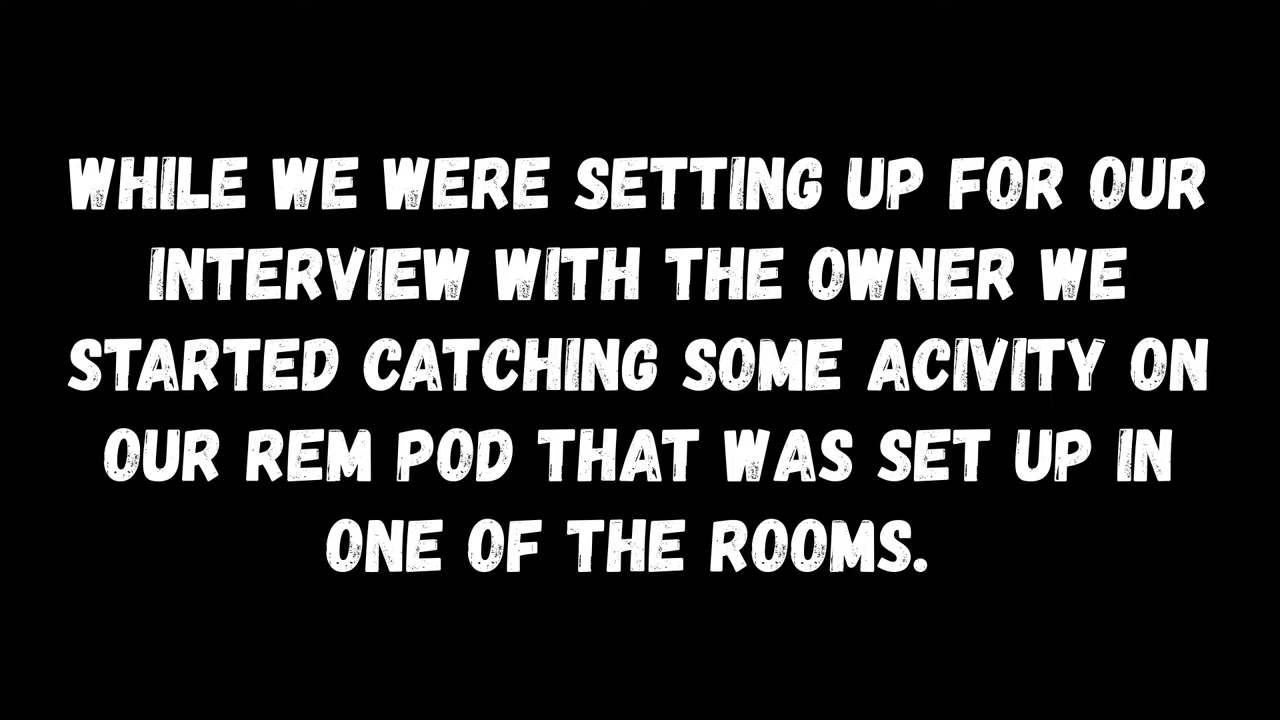 WHILE WE WERE SETTING UP FOR OUR
INTERVIEW WITH THE OWNER WE
STARTED CATCHING SOME ACIVITY ON
OUR REM POD THAT WAS SET UP IN
ONE OF THE ROOMS.